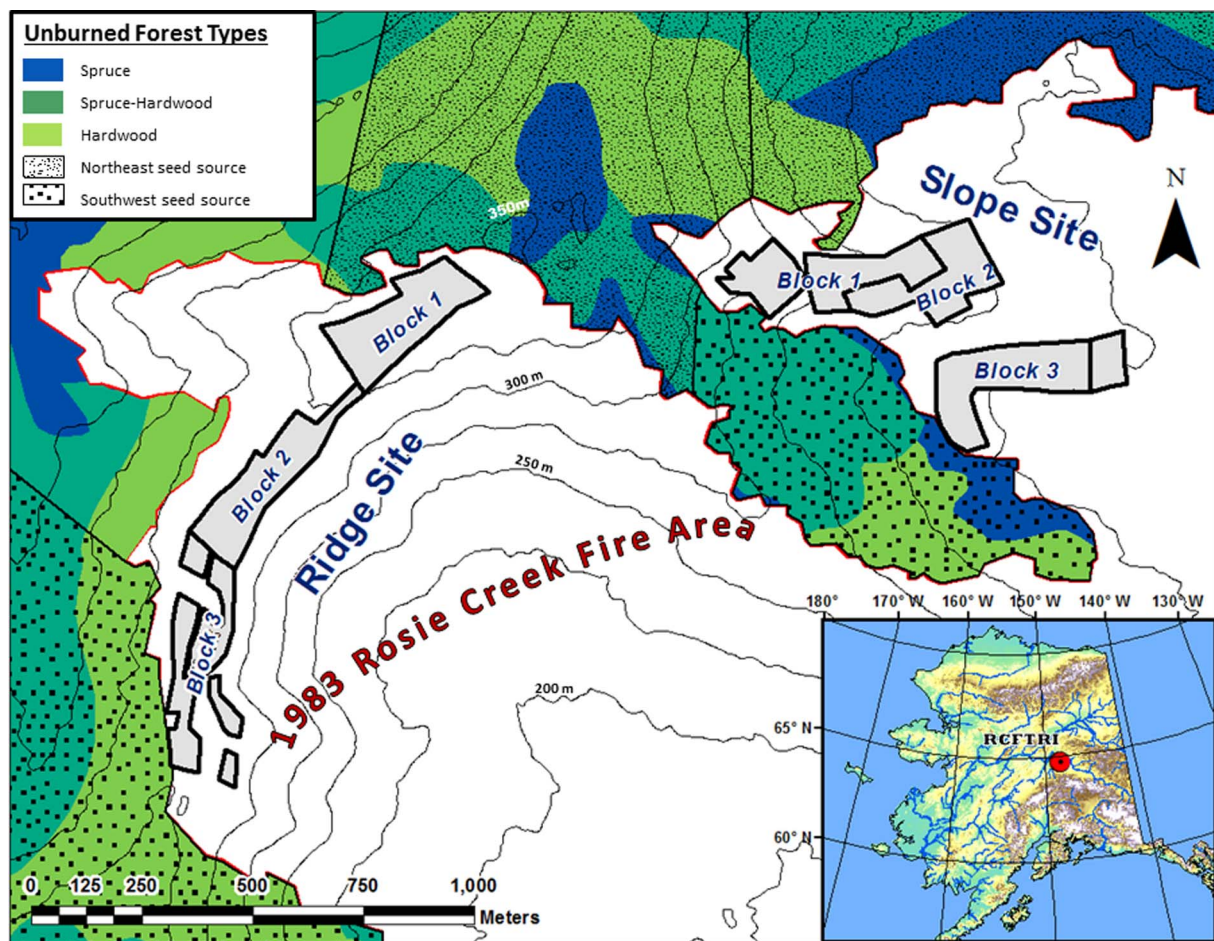 Unburned Forest Types
Spruce
Spruce-Hardwood
Hardwood
Northeast seed source
Southwest seed source
350m
Slope Site
N
Block 1
Block 2
Block 3
Block 1
300 m
Block 2
250 m
Ridge Site
1983 Rosie Creek Fire Area
Block 3
200 m
0 125 250 500 750 1,000
Meters
180° 170° W 160° W 150° W 140° W 130° W
65° N
RCFTRI
60° N